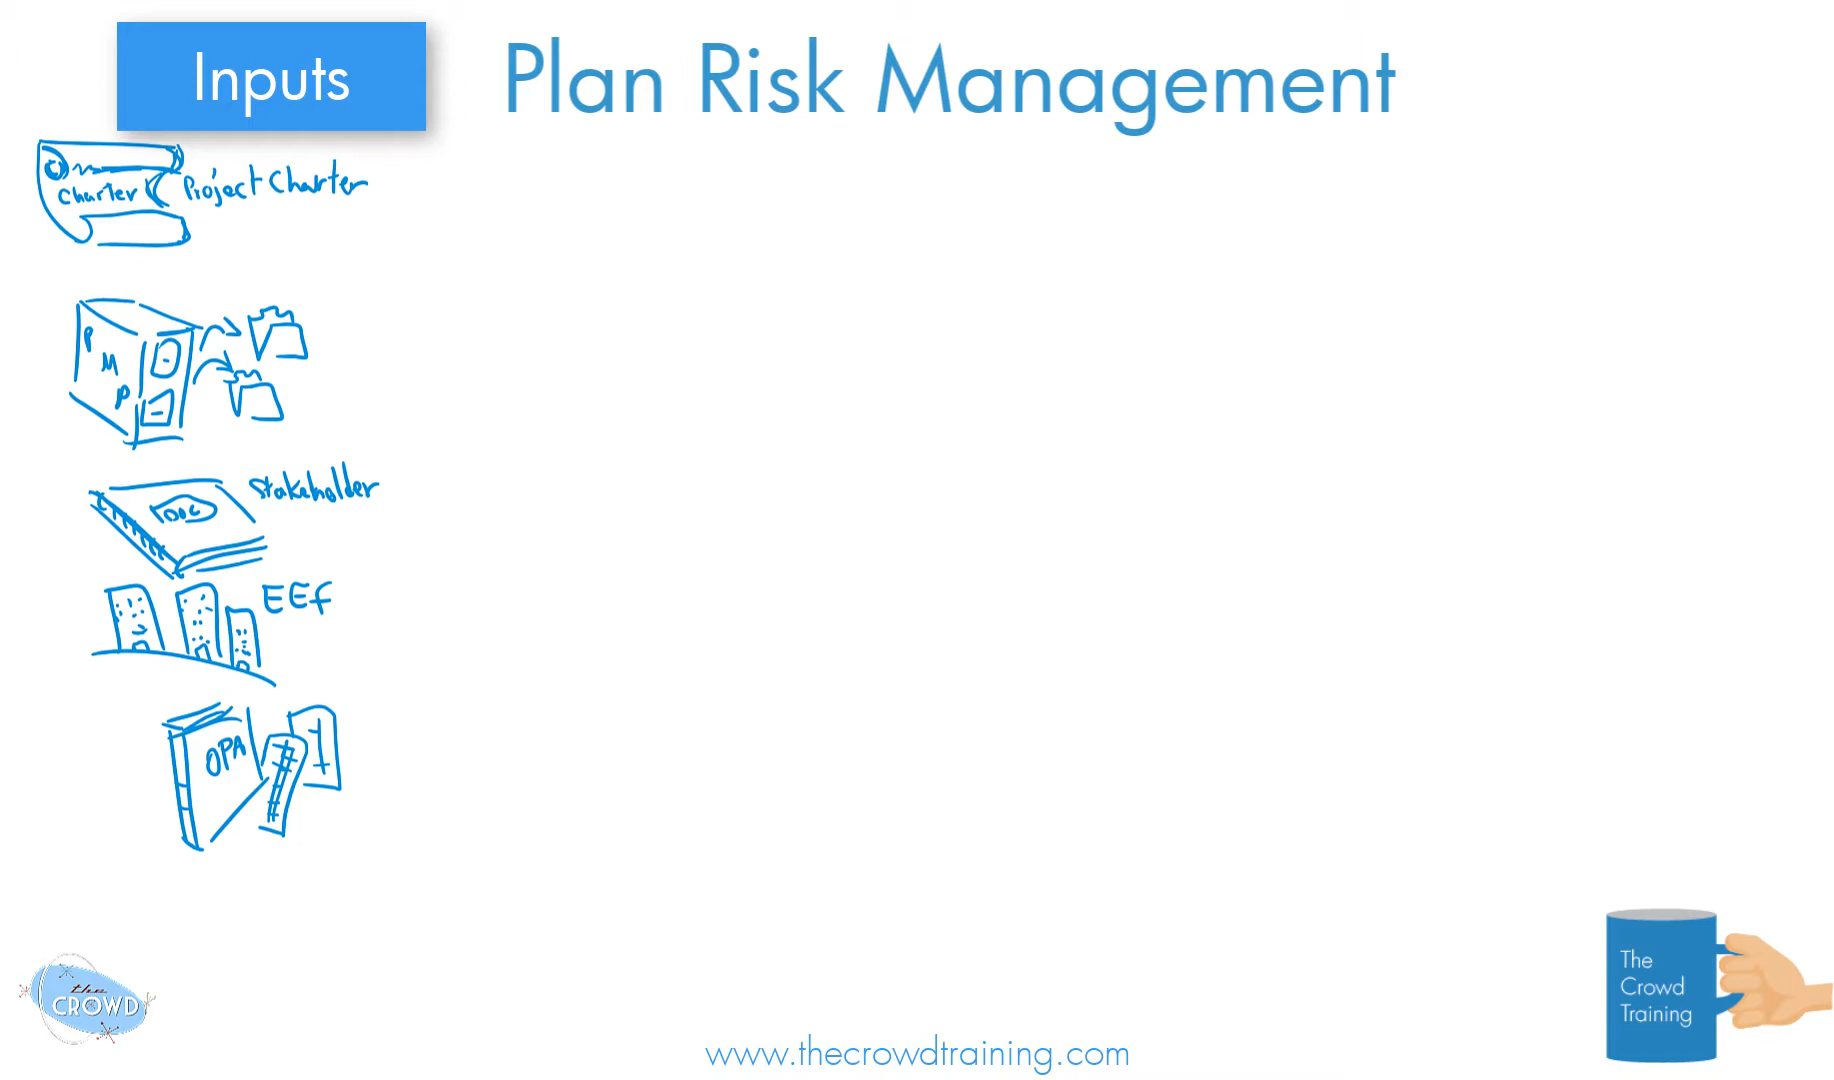 Inputs
Plan Risk Management
Charter
Project Charter
P
M
P
Stakeholder
DOC
EEf
OPA
the
CROWD
The
Crowd
Training
www.thecrowdtraining.com